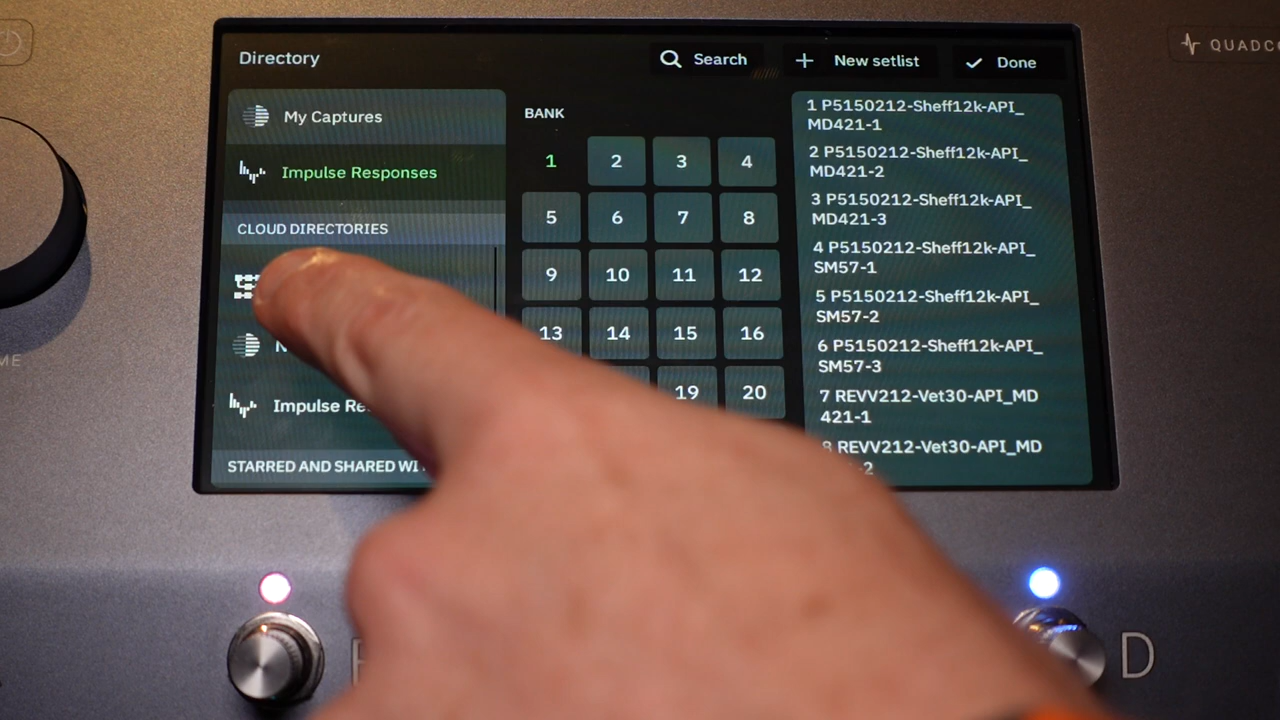 Directory
Search
New setlist
Done
My Captures
Impulse Responses
CLOUD DIRECTORIES
Impulse
STARRED AND SHARED
BANK
1 2 3 4
5 6 7 8
9 10 11 12
13 14 15 16
19 20
1 P5150212-Sheff12k-API_
MD421-1
2 P5150212-Sheff12k-API_
MD421-2
3 P5150212-Sheff12k-API_
MD421-3
4 P5150212-Sheff12k-API_
SM57-1
5 P5150212-Sheff12k-API_
SM57-2
6 P5150212-Sheff12k-API_
SM57-3
7 REVV212-Vet30-API_MD
421-1
8 REVV212-Vet30-API_MD
-2
D